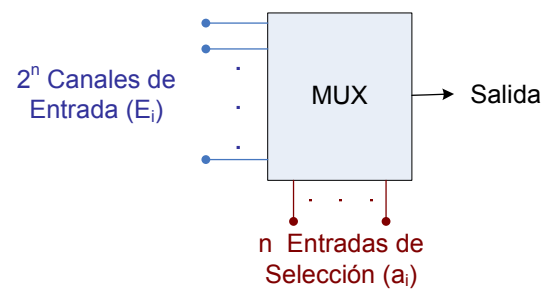 2ⁿ Canales de
Entrada (Eᵢ)
MUX
Salida
n Entradas de
Selección (aᵢ)